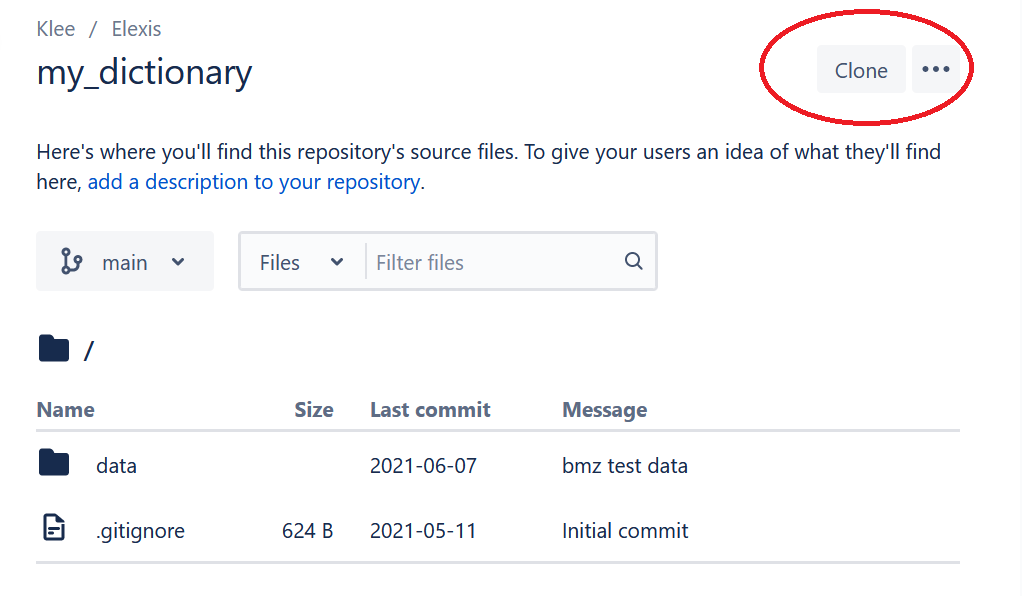 Klee / Elexis
my_dictionary
Clone •••
Here's where you'll find this repository's source files. To give your users an idea of what they'll find
here, add a description to your repository.
main Files Filter files
/
Name Size Last commit Message
data 2021-06-07 bmz test data
.gitignore 624 B 2021-05-11 Initial commit